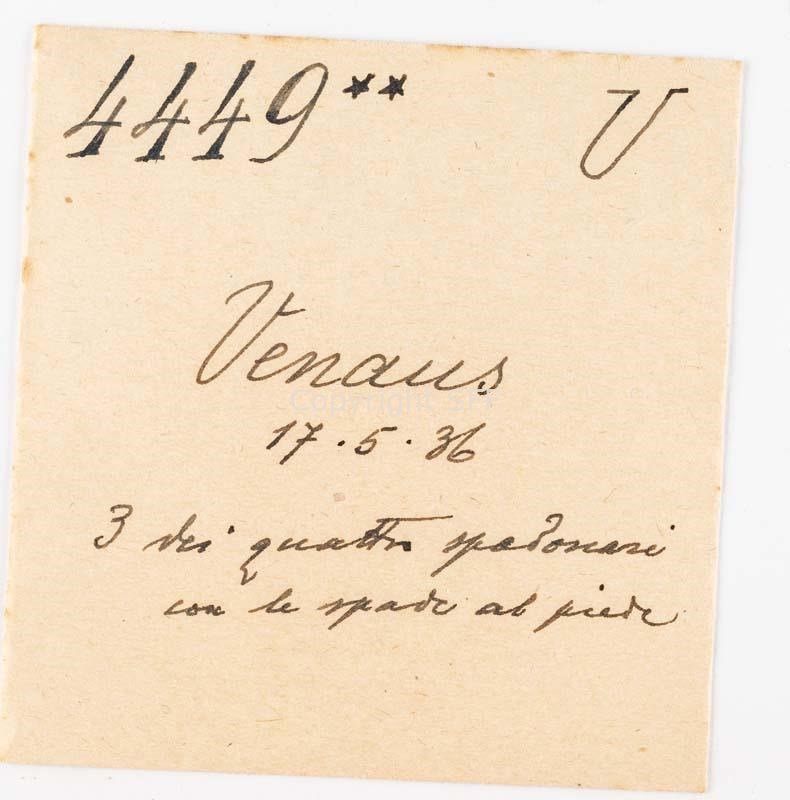 4449** V
Venaus
17.5.36
3 dei quattro spadonari
con le spade al piede